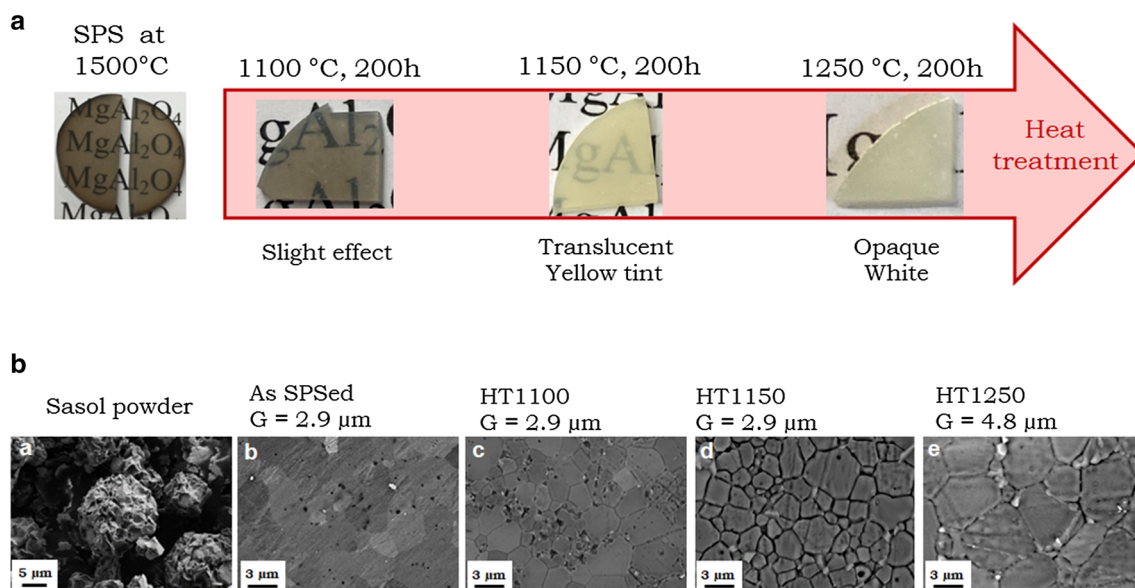 a
SPS at
1500°C
1100 °C, 200h
1150 °C, 200h
1250 °C, 200h
MgAl₂O₄
MgAl₂O₄
MgAl₂O₄
gAl₂
MgAl
Heat
treatment
Slight effect
Translucent
Yellow tint
Opaque
White
b
Sasol powder
As SPSed
G = 2.9 µm
HT1100
G = 2.9 µm
HT1150
G = 2.9 µm
HT1250
G = 4.8 µm
a
b
c
d
e
5 µm
3 µm
3 µm
3 µm
3 µm